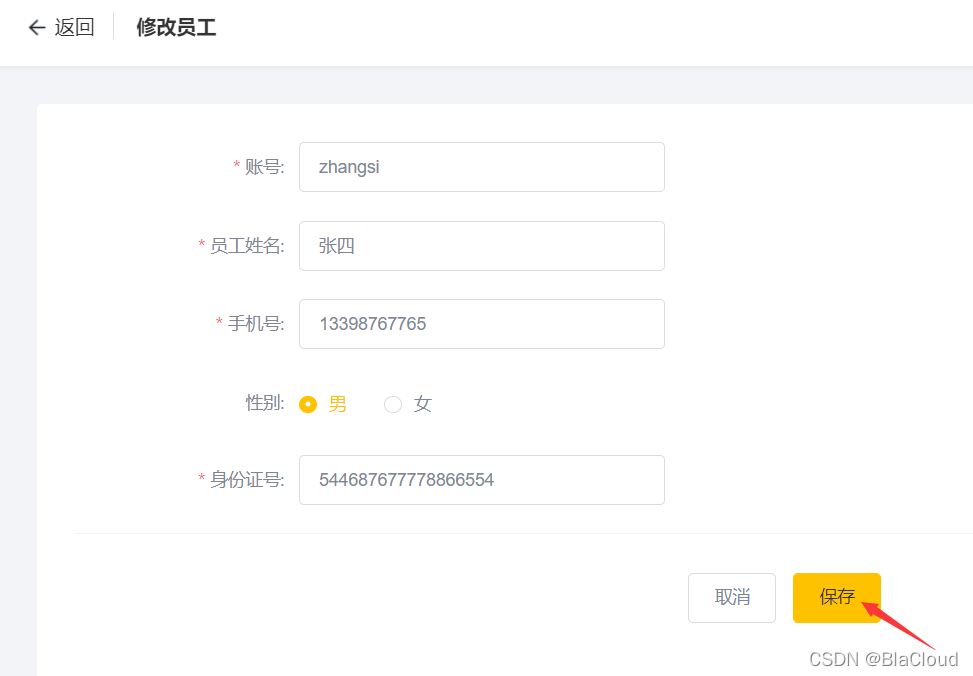 返回 修改员工
* 账号: zhangsi
* 员工姓名: 张四
* 手机号: 13398767765
性别: 男 女
* 身份证号: 544687677778866554
取消 保存
CSDN @BlaCloud